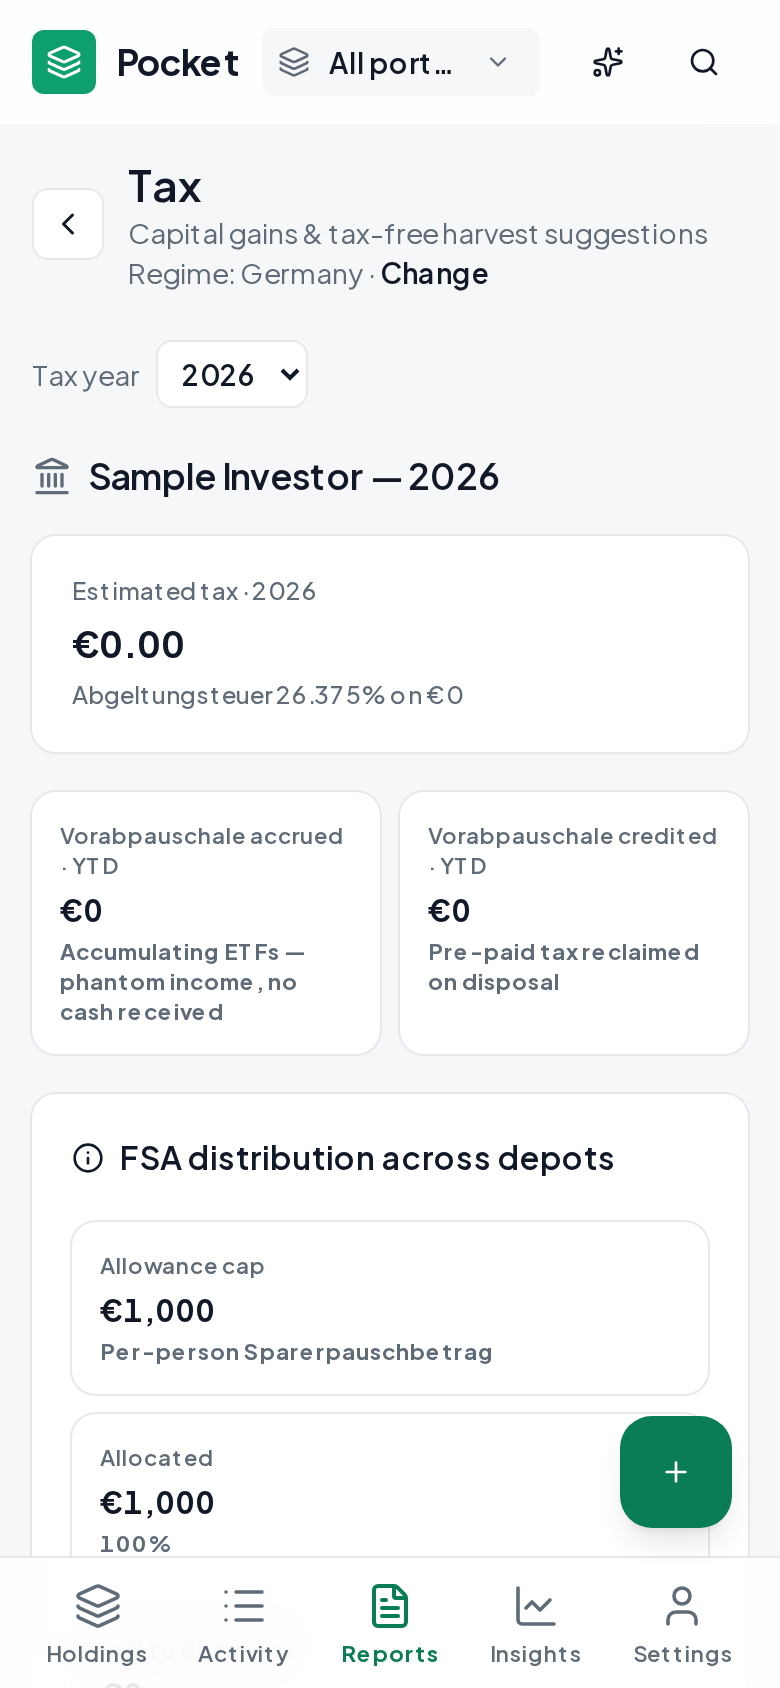 Pocket
All port...
Tax
Capital gains & tax-free harvest suggestions
Regime: Germany · Change
Tax year
2026
Sample Investor — 2026
Estimated tax · 2026
€0.00
Abgeltungsteuer 26.375% on €0
Vorabpauschale accrued
· YTD
€0
Accumulating ETFs —
phantom income, no
cash received
Vorabpauschale credited
· YTD
€0
Pre-paid tax reclaimed
on disposal
FSA distribution across depots
Allowance cap
€1,000
Per-person Sparerpauschbetrag
Allocated
€1,000
100%
Holdings
Activity
Reports
Insights
Settings